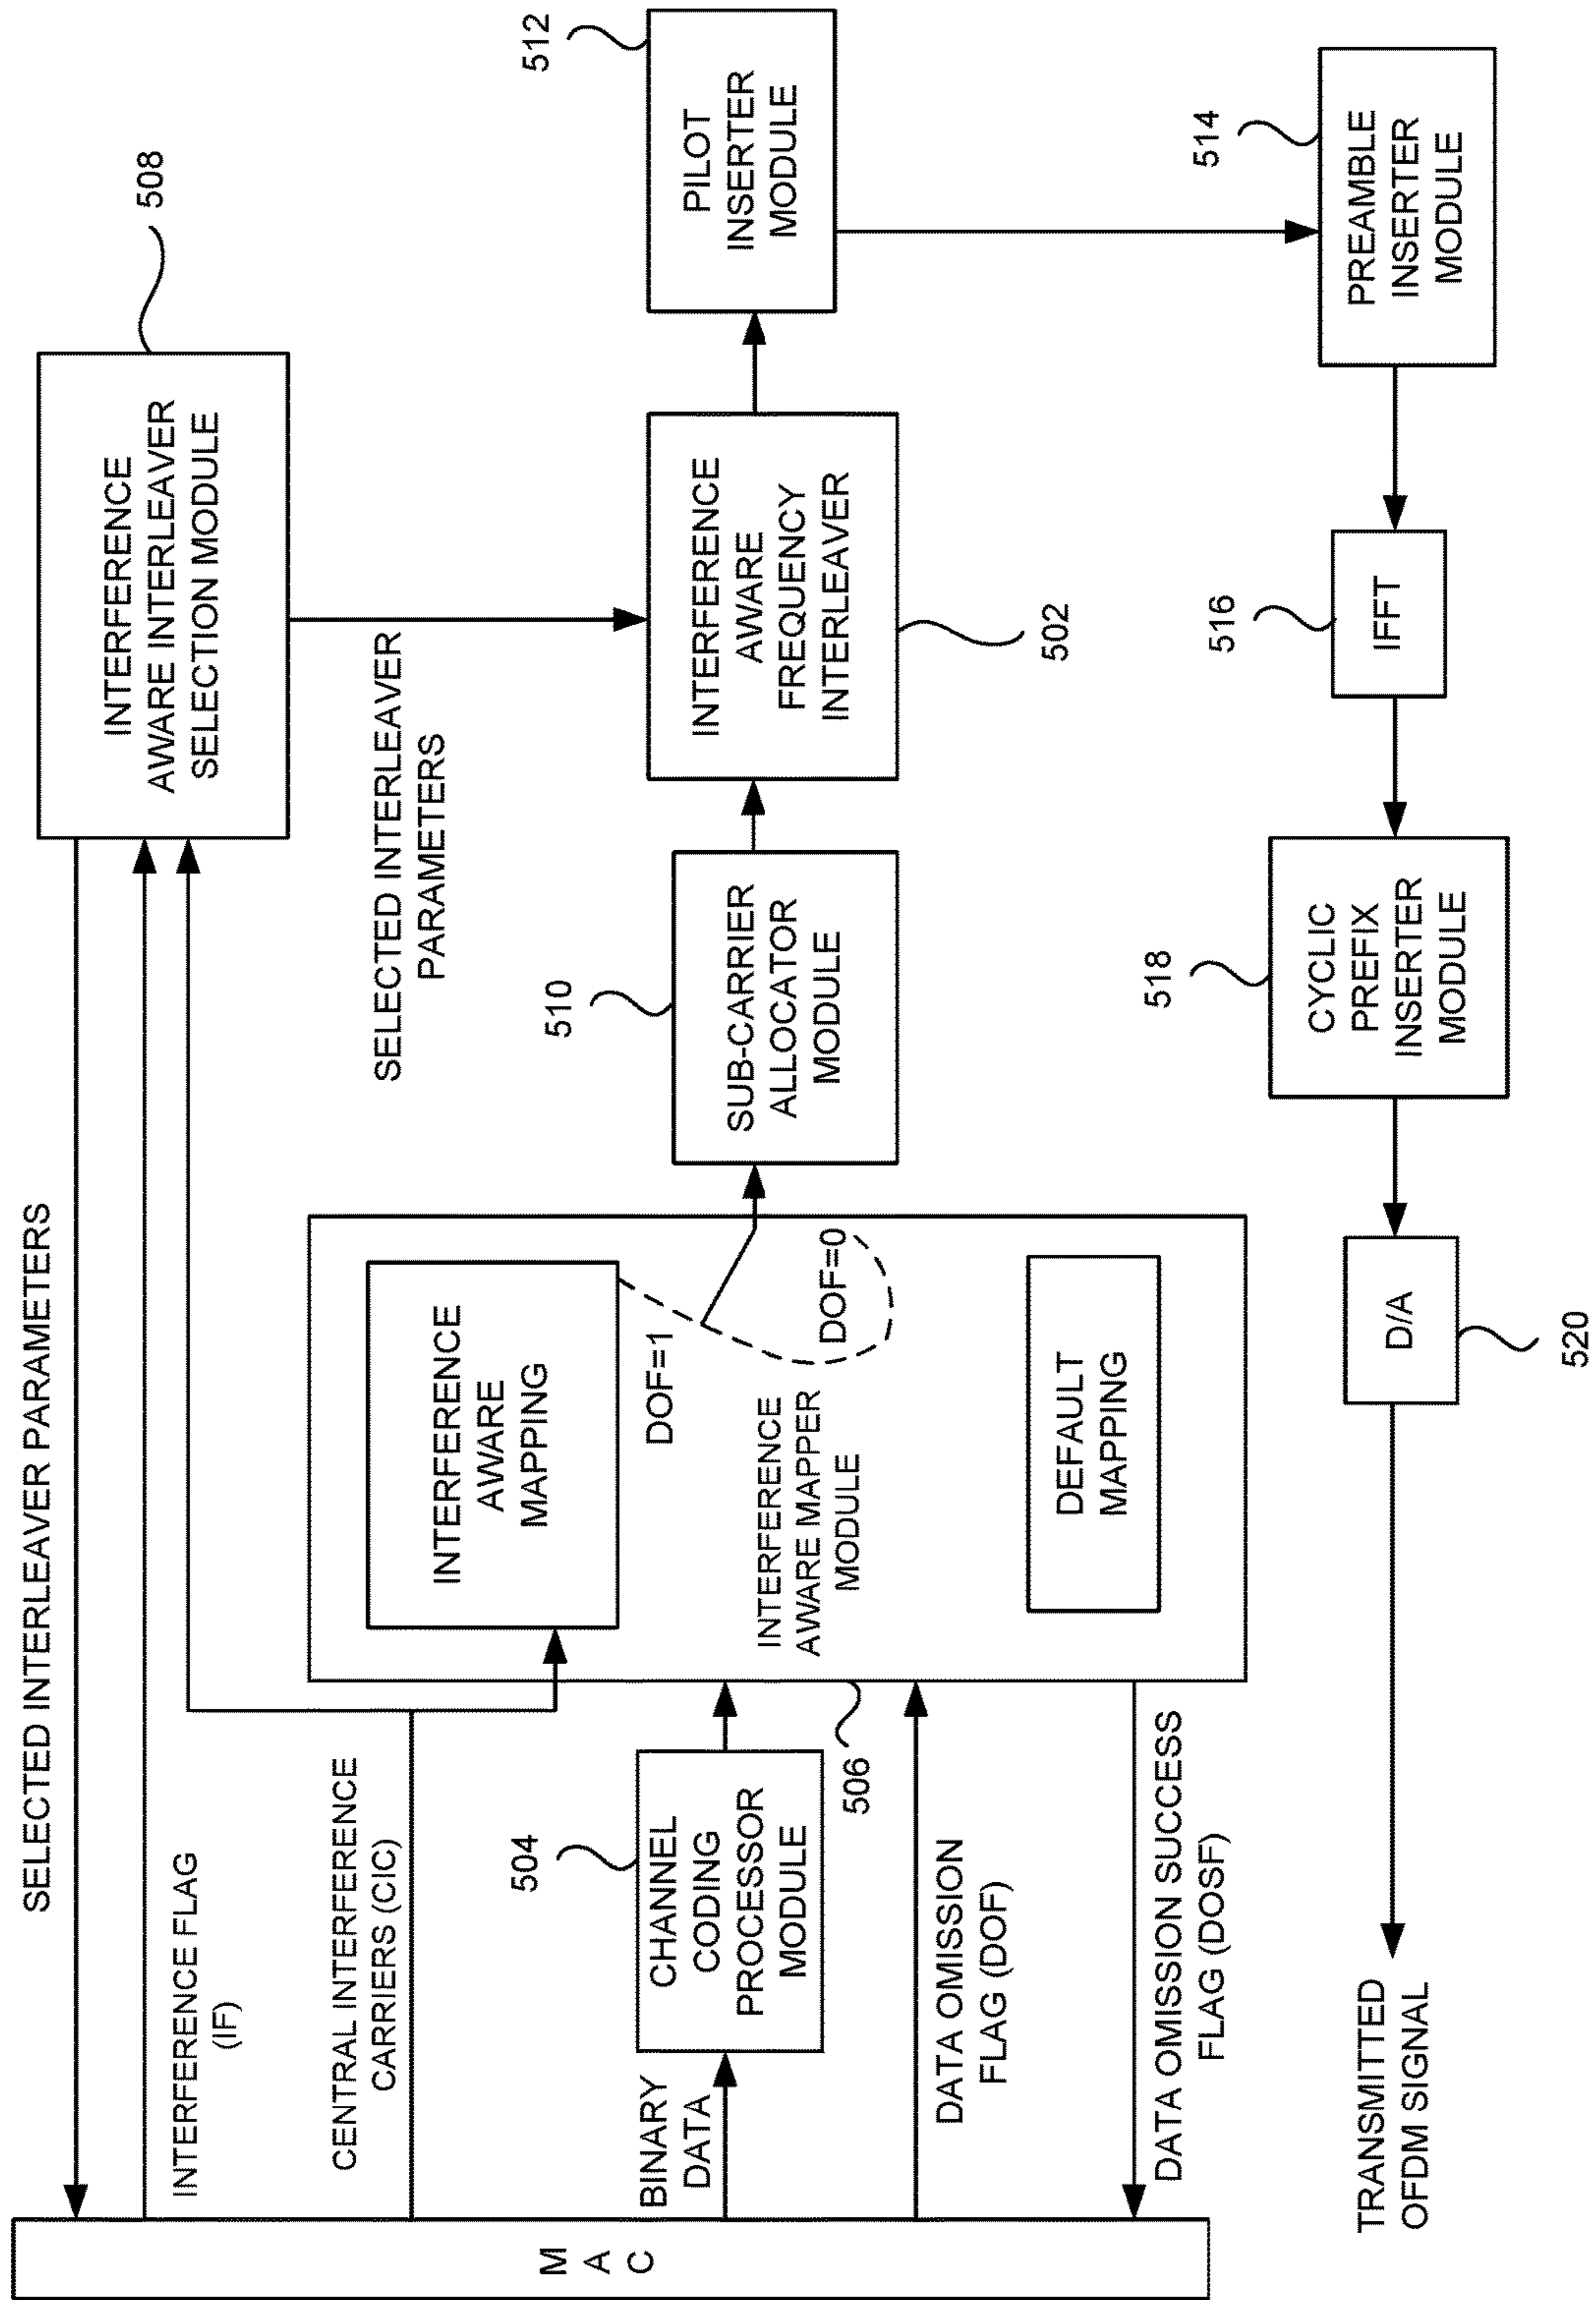 SELECTED INTERLEAVER PARAMETERS
INTERFERENCE FLAG
(IF)
CENTRAL INTERFERENCE
CARRIERS (CIC)
INTERFERENCE
AWARE INTERLEAVER
SELECTION MODULE
508
SELECTED INTERLEAVER
PARAMETERS
M
A
C
BINARY
DATA
504
CHANNEL
CODING
PROCESSOR
MODULE
DATA OMISSION
FLAG (DOF)
DATA OMISSION SUCCESS
FLAG (DOSF)
506
INTERFERENCE
AWARE
MAPPING
DOF=1
DOF=0
INTERFERENCE
AWARE MAPPER
MODULE
DEFAULT
MAPPING
510
SUB-CARRIER
ALLOCATOR
MODULE
INTERFERENCE
AWARE
FREQUENCY
INTERLEAVER
502
512
PILOT
INSERTER
MODULE
514
PREAMBLE
INSERTER
MODULE
516
IFFT
518
CYCLIC
PREFIX
INSERTER
MODULE
D/A
520
TRANSMITTED
OFDM SIGNAL